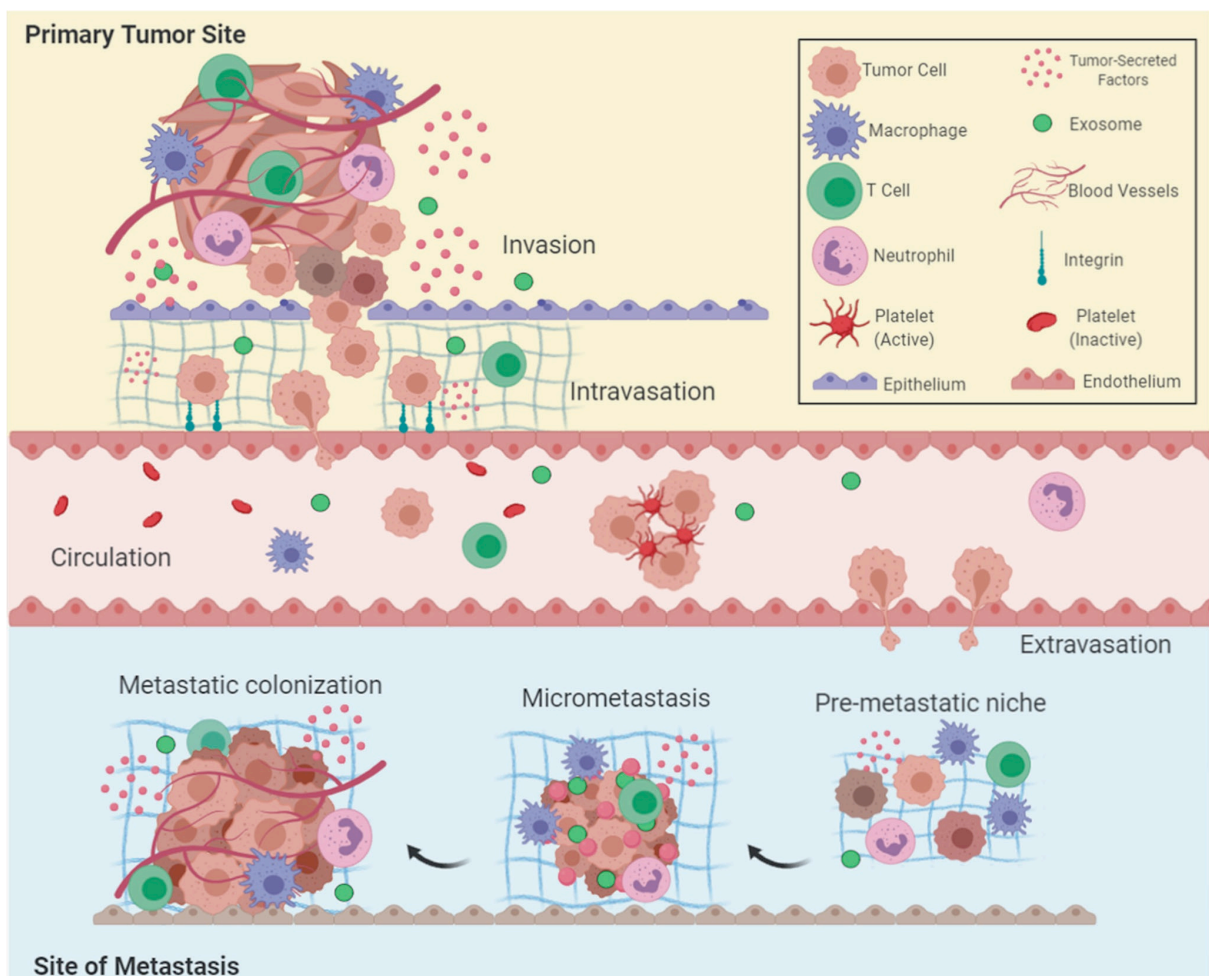 Primary Tumor Site
Tumor Cell
Macrophage
T Cell
Neutrophil
Platelet
(Active)
Epithelium
Tumor-Secreted
Factors
Exosome
Blood Vessels
Integrin
Platelet
(Inactive)
Endothelium
Invasion
Intravasation
Circulation
Extravasation
Metastatic colonization
Micrometastasis
Pre-metastatic niche
Site of Metastasis